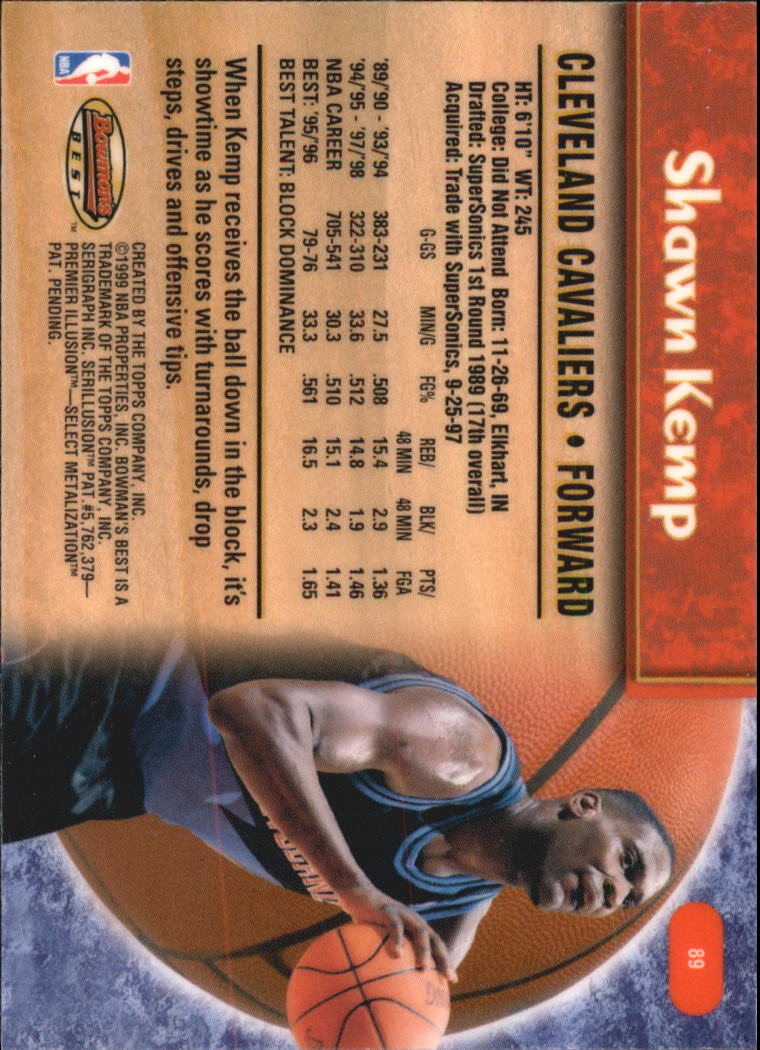 Shawn Kemp
89
CLEVELAND CAVALIERS • FORWARD
HT: 6'10" WT: 245
College: Did Not Attend Born: 11-26-69, Elkhart, IN
Drafted: SuperSonics 1st Round 1989 (17th overall)
Acquired: Trade with SuperSonics, 9-25-97
REB/ BLK/ PTS/
G-GS MIN/G FG% 48 MIN 48 MIN FGA
'89/'90 - '93/'94 383-231 27.5 .508 15.4 2.9 1.36
'94/'95 - '97/'98 322-310 33.6 .512 14.8 1.9 1.46
NBA CAREER 705-541 30.3 .510 15.1 2.4 1.41
BEST: '95/'96 79-76 33.3 .561 16.5 2.3 1.65
BEST TALENT: BLOCK DOMINANCE
When Kemp receives the ball down in the block, it's
showtime as he scores with turnarounds, drop
steps, drives and offensive tips.
NBA
Bowman's
BEST™
CREATED BY THE TOPPS COMPANY, INC.
©1999 NBA PROPERTIES, INC. BOWMAN'S BEST IS A
TRADEMARK OF THE TOPPS COMPANY, INC.
SERIGRAPH INC. SERILLUSION™ PAT. #5,762,379—
PREMIER ILLUSION™—SELECT METALIZATION™
PAT. PENDING.